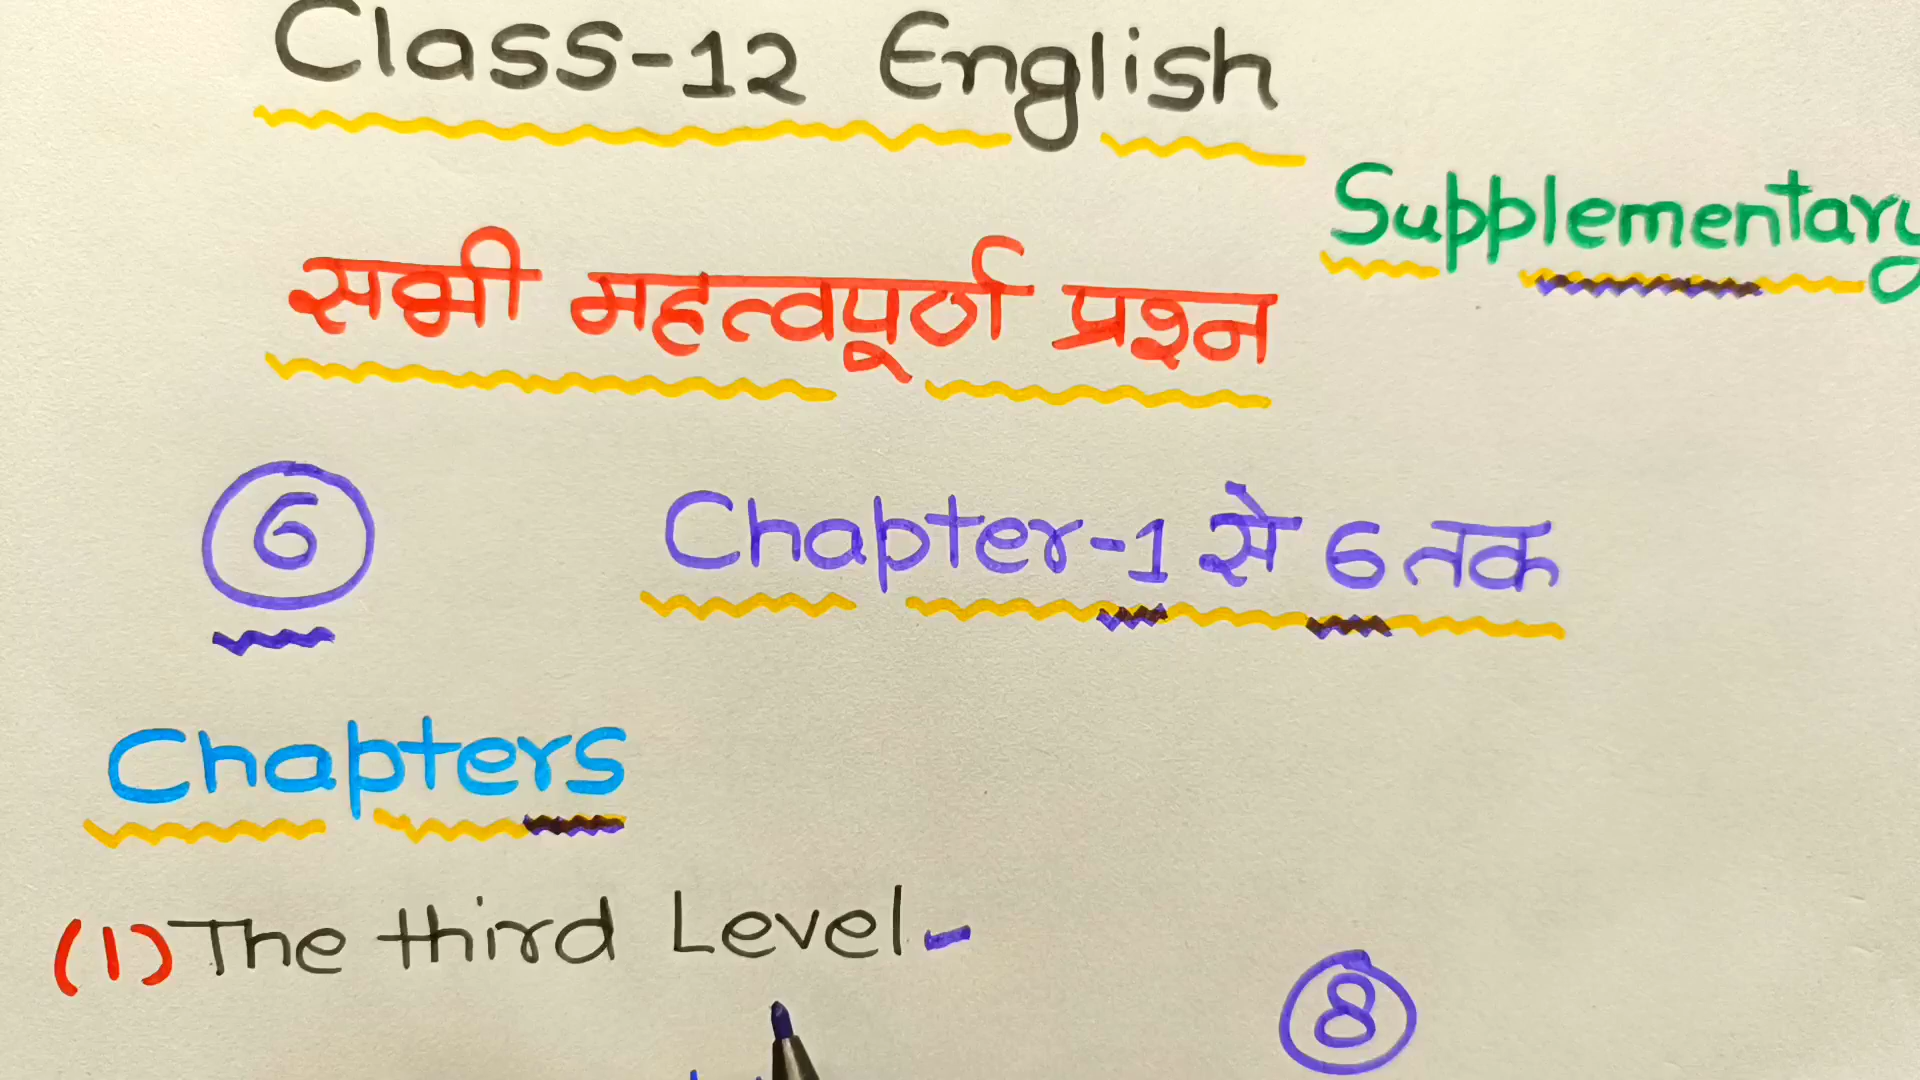 Class-12 English
Supplementary
सभी महत्वपूर्ण प्रश्न
6
Chapter-1 से 6 तक
Chapters
(1) The third Level-
8